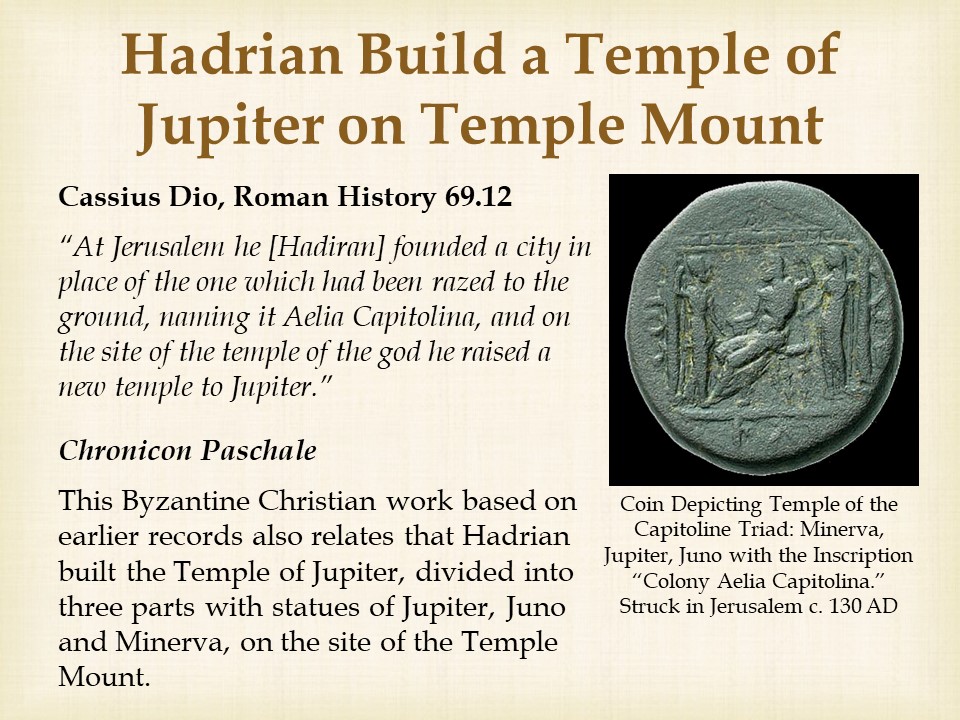 Hadrian Build a Temple of
Jupiter on Temple Mount
Cassius Dio, Roman History 69.12
“At Jerusalem he [Hadiran] founded a city in
place of the one which had been razed to the
ground, naming it Aelia Capitolina, and on
the site of the temple of the god he raised a
new temple to Jupiter.”
Chronicon Paschale
This Byzantine Christian work based on
earlier records also relates that Hadrian
built the Temple of Jupiter, divided into
three parts with statues of Jupiter, Juno
and Minerva, on the site of the Temple
Mount.
Coin Depicting Temple of the
Capitoline Triad: Minerva,
Jupiter, Juno with the Inscription
“Colony Aelia Capitolina.”
Struck in Jerusalem c. 130 AD